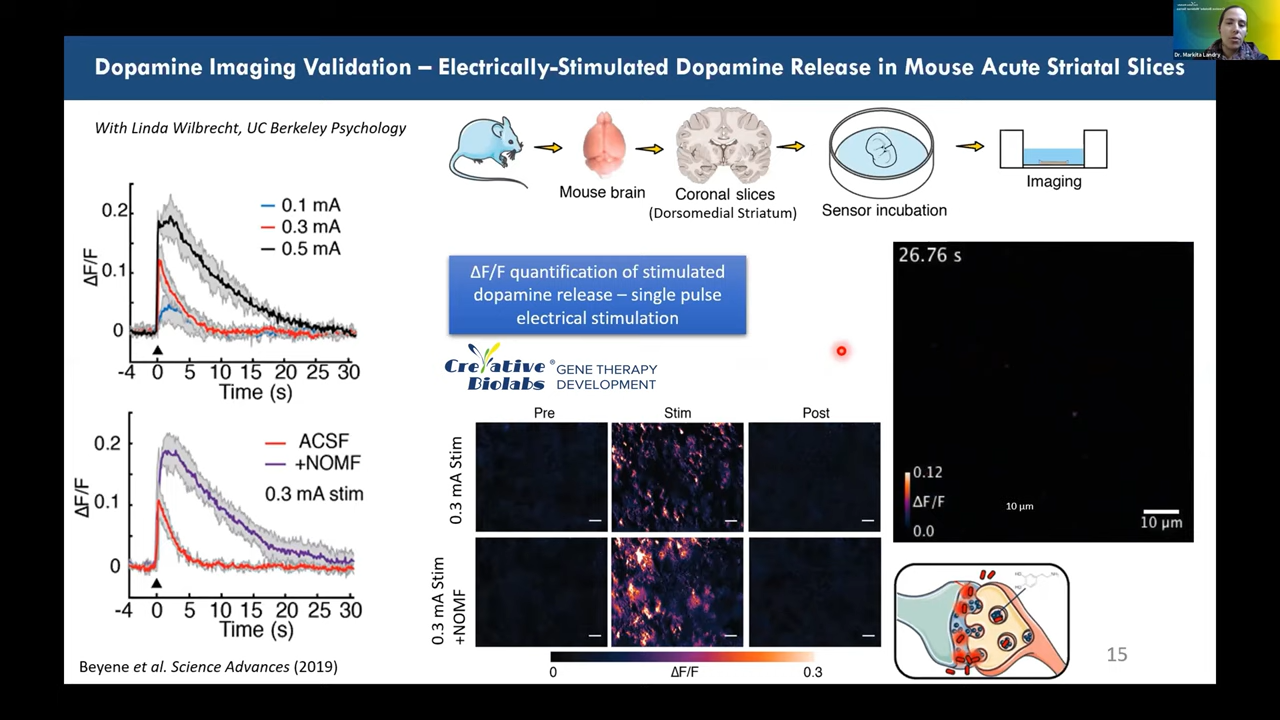 Dr. Markita Landry
Dopamine Imaging Validation – Electrically-Stimulated Dopamine Release in Mouse Acute Striatal Slices
With Linda Wilbrecht, UC Berkeley Psychology
Mouse brain
Coronal slices
(Dorsomedial Striatum)
Sensor incubation
Imaging
0.2
0.1
0
ΔF/F
0.1 mA
0.3 mA
0.5 mA
-4 0 5 10 15 20 25 30
Time (s)
ΔF/F quantification of stimulated
dopamine release – single pulse
electrical stimulation
26.76 s
0.12
ΔF/F
0.0
10 μm
10 μm
Creative Biolabs®
GENE THERAPY
DEVELOPMENT
0.2
0.1
0
ΔF/F
ACSF
+NOMF
0.3 mA stim
-4 0 5 10 15 20 25 30
Time (s)
Pre Stim Post
0.3 mA Stim
0.3 mA Stim
+NOMF
0 ΔF/F 0.3
Beyene et al. Science Advances (2019)
15